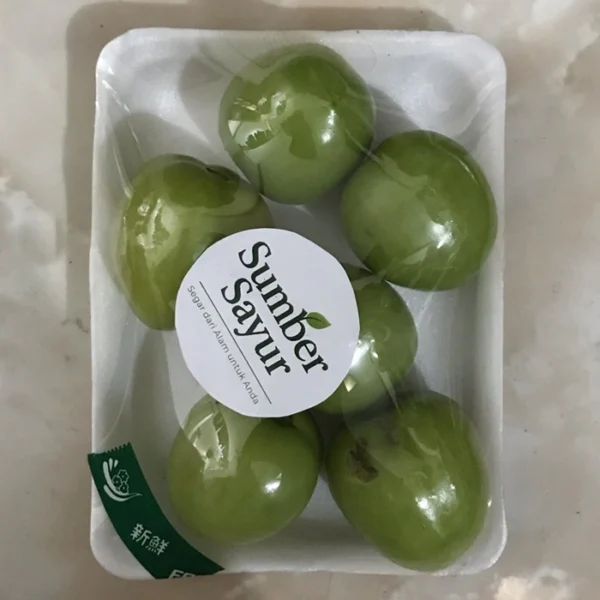 Sumber
Sayur
Segar dari Alam untuk Anda
新鮮